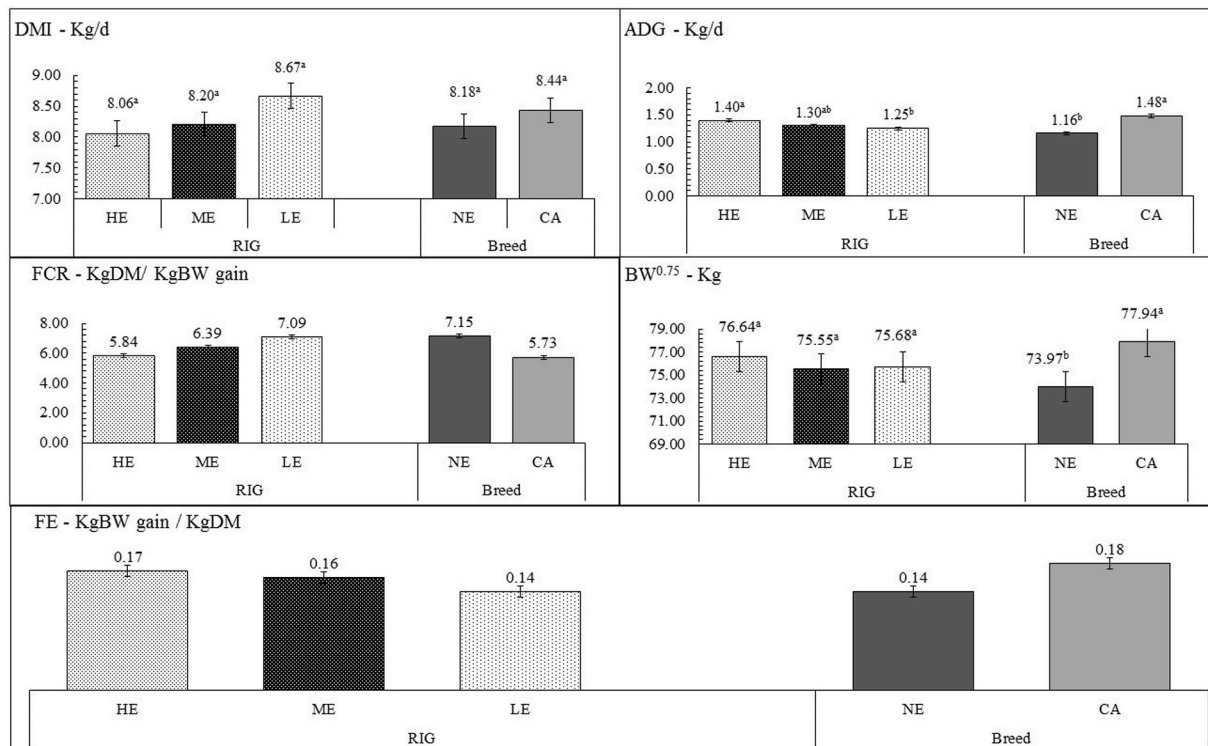 DMI - Kg/d
9.00
8.50
8.00
7.50
7.00
8.06ᵃ
8.20ᵃ
8.67ᵃ
8.18ᵃ
8.44ᵃ
HE ME LE NE CA
RIG Breed
ADG - Kg/d
2.00
1.50
1.00
0.50
0.00
1.40ᵃ
1.30ᵃᵇ
1.25ᵇ
1.16ᵇ
1.48ᵃ
HE ME LE NE CA
RIG Breed
FCR - KgDM/ KgBW gain
8.00
6.00
4.00
2.00
0.00
5.84
6.39
7.09
7.15
5.73
HE ME LE NE CA
RIG Breed
BW⁰·⁷⁵ - Kg
79.00
77.00
75.00
73.00
71.00
69.00
76.64ᵃ
75.55ᵃ
75.68ᵃ
73.97ᵇ
77.94ᵃ
HE ME LE NE CA
RIG Breed
FE - KgBW gain / KgDM
0.17
0.16
0.14
0.14
0.18
HE ME LE NE CA
RIG Breed